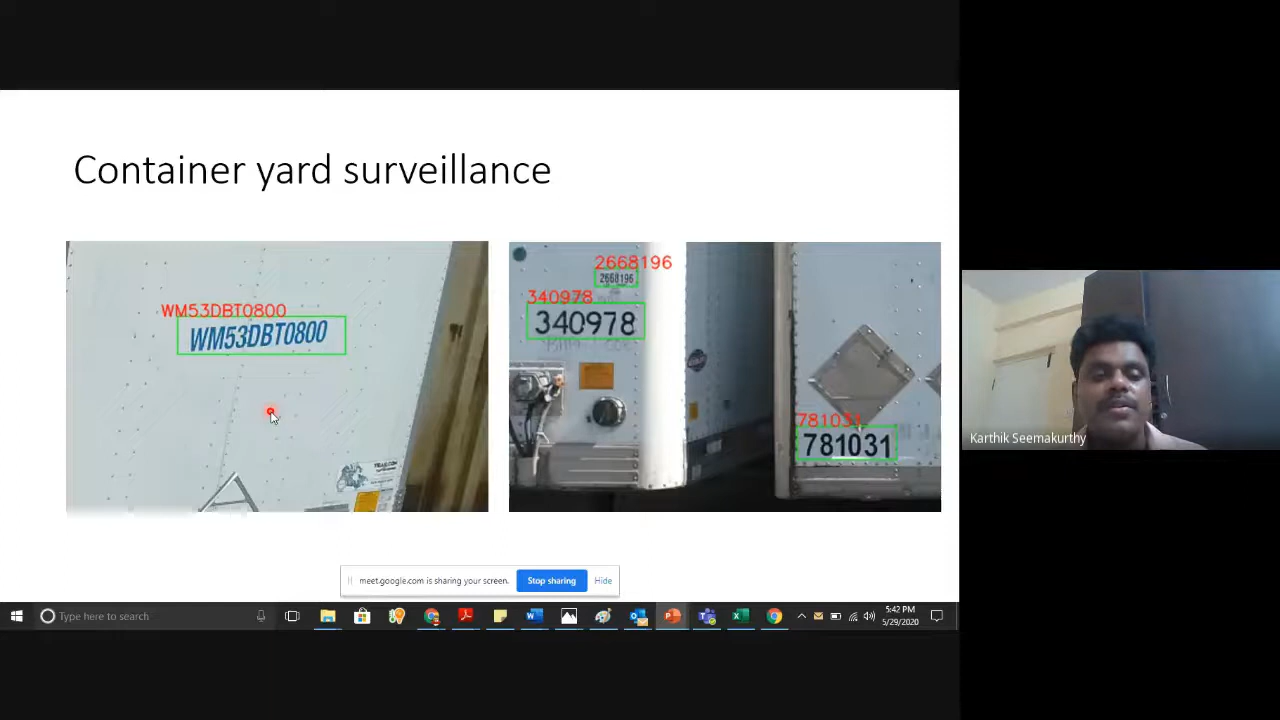 Container yard surveillance
WM53DBT0800
WM53DBT0800
2668196
2668196
340978
340978
781031
781031
Karthik Seemakurthy
meet.google.com is sharing your screen.
Stop sharing
Hide
Type here to search
5:42 PM
5/29/2020